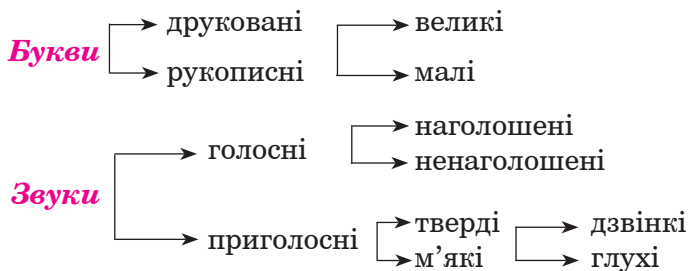 друковані великі
Букви
рукописні малі
наголошені
голосні
ненаголошені
Звуки
тверді дзвінкі
приголосні
м’які глухі